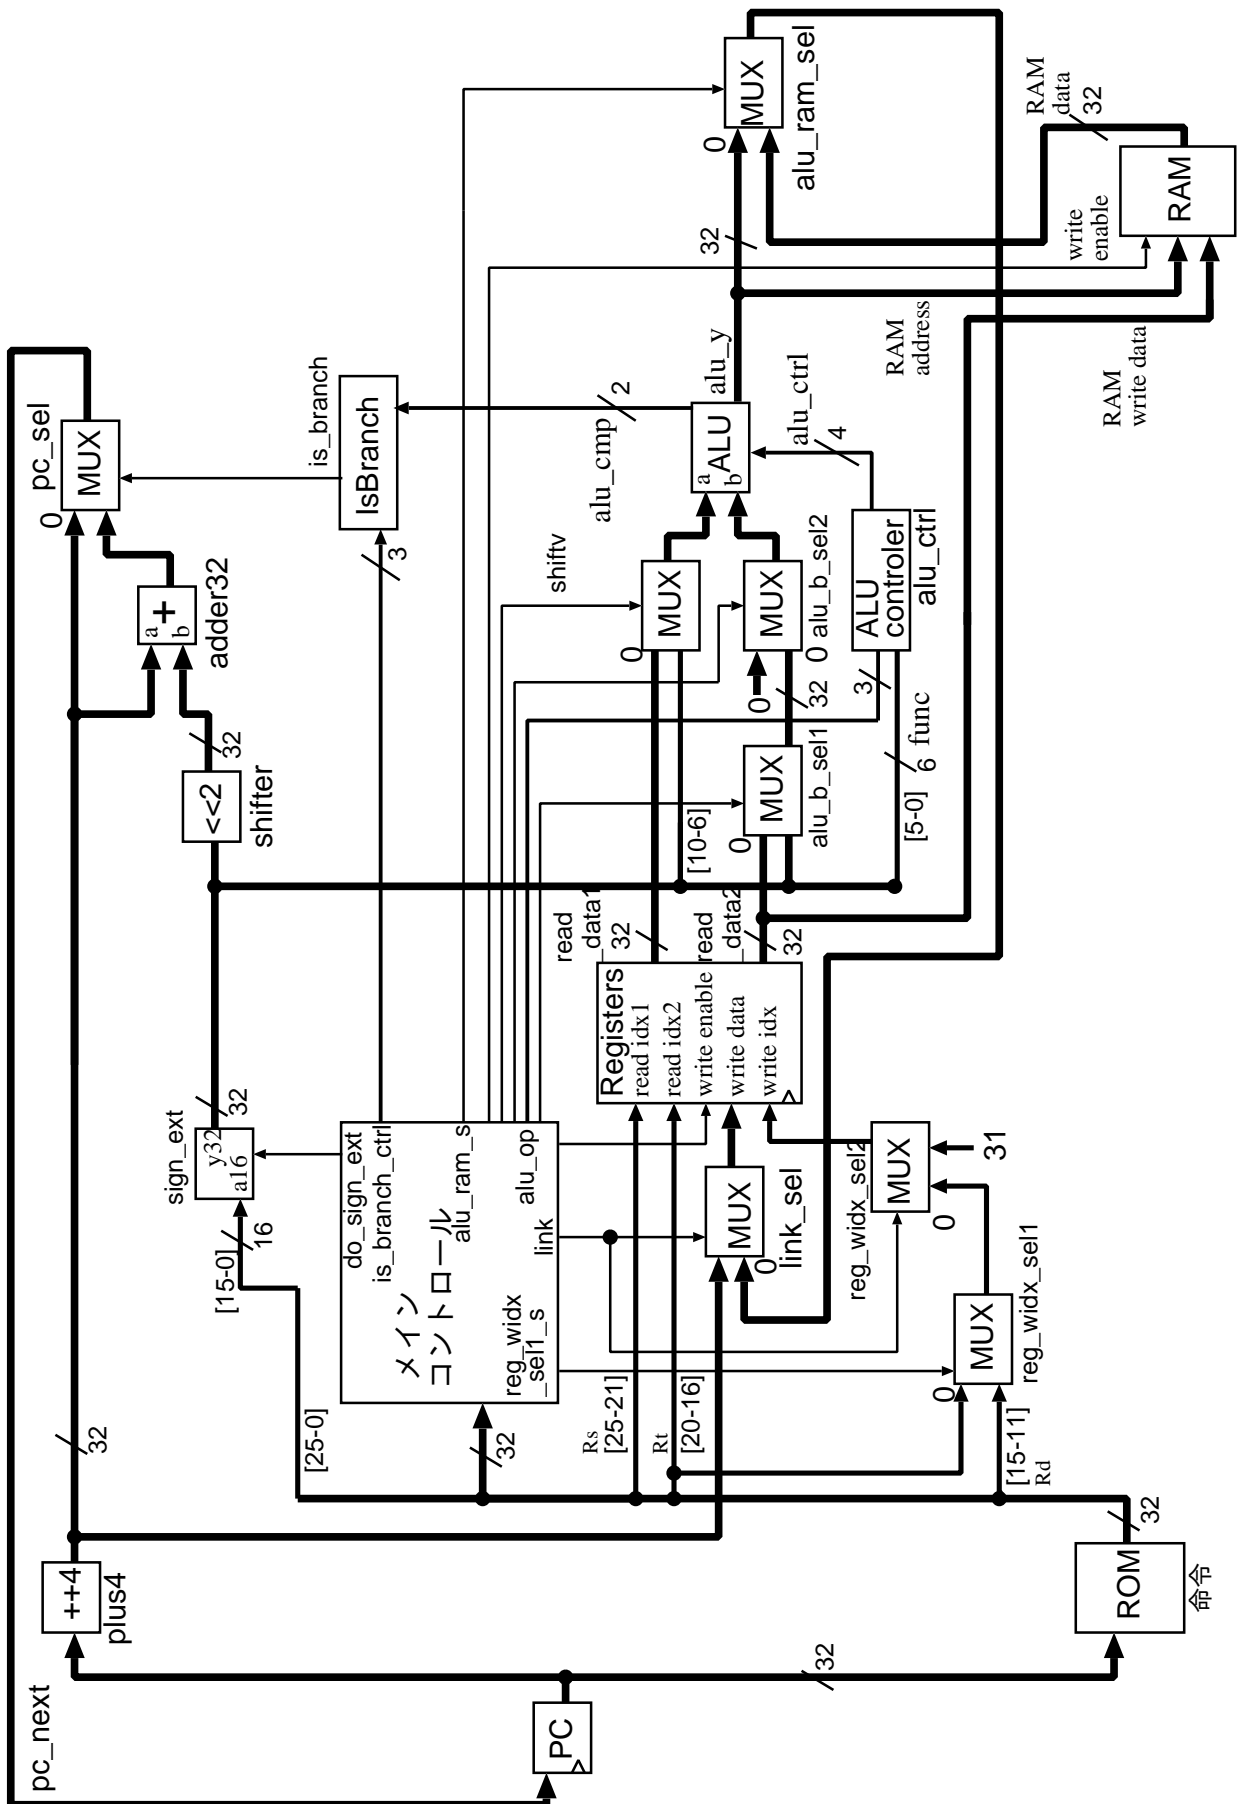 pc_next
PC
32
++4
plus4
ROM
命令
32
32
[25-0]
[15-0]
16
sign_ext
a16
y32
32
メイン
コントロール
do_sign_ext
is_branch_ctrl
alu_ram_s
alu_op
link
reg_widx
_sel1_s
32
Rs
[25-21]
Rt
[20-16]
[15-11]
Rd
0
MUX
reg_widx_sel1
0
31
MUX
reg_widx_sel2
0
MUX
link_sel
Registers
read idx1
read idx2
write enable
write data
write idx
read
_data1
32
read
_data2
32
<<2
shifter
32
a
b
+
adder32
0
MUX
pc_sel
[10-6]
0
MUX
alu_b_sel1
32
[5-0]
6
func
3
0
MUX
shiftv
0
0
MUX
alu_b_sel2
ALU
controler
alu_ctrl
3
IsBranch
is_branch
alu_cmp
2
a
b
ALU
alu_y
alu_ctrl
4
32
0
MUX
alu_ram_sel
RAM
address
RAM
write data
write
enable
RAM
RAM
data
32